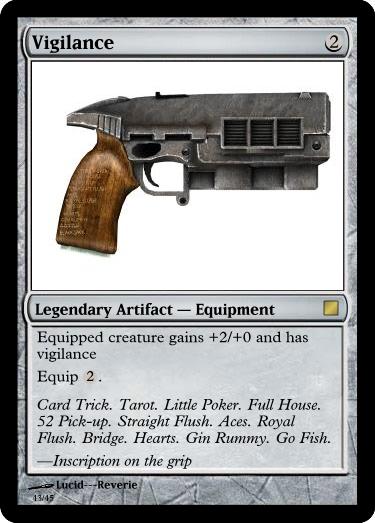 Vigilance 2
Legendary Artifact — Equipment
Equipped creature gains +2/+0 and has
vigilance
Equip 2 .
Card Trick. Tarot. Little Poker. Full House.
52 Pick-up. Straight Flush. Aces. Royal
Flush. Bridge. Hearts. Gin Rummy. Go Fish.
—Inscription on the grip
Lucid---Reverie
43/45